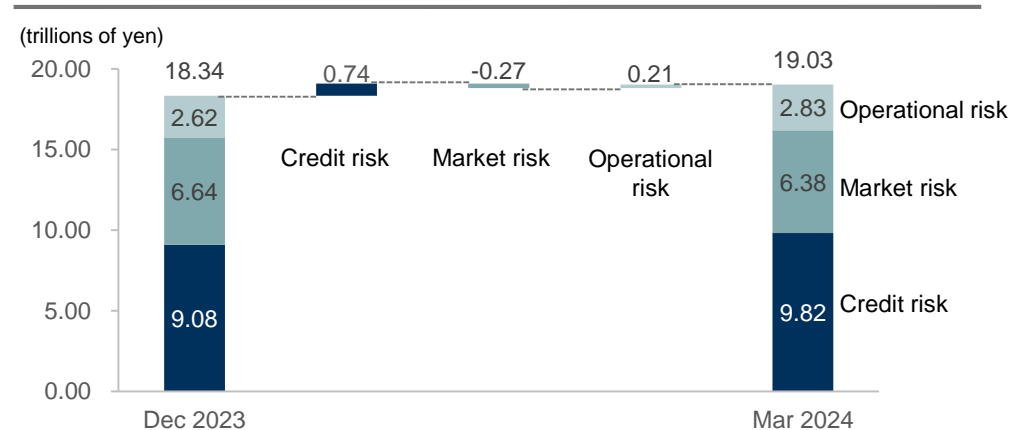 (trillions of yen)
20.00
15.00
10.00
5.00
0.00
18.34
2.62
6.64
9.08
0.74
-0.27
0.21
Credit risk
Market risk
Operational
risk
19.03
2.83
6.38
9.82
Operational risk
Market risk
Credit risk
Dec 2023
Mar 2024